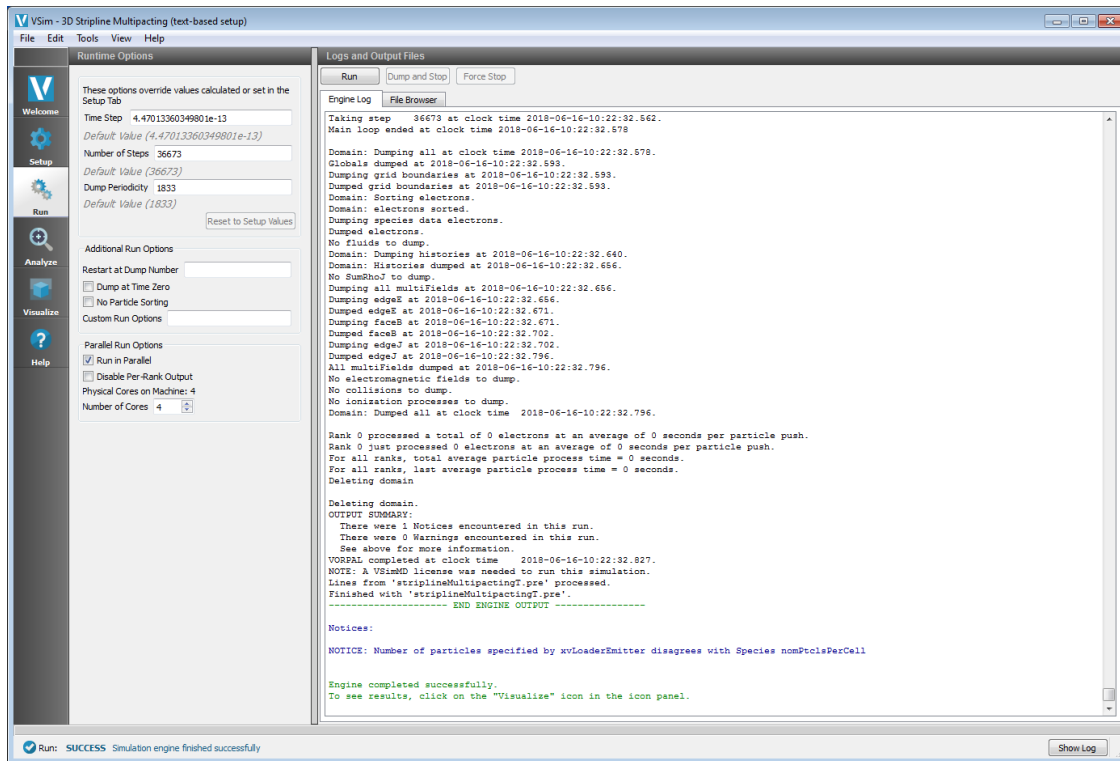 VSim - 3D Stripline Multipacting (text-based setup)
File Edit Tools View Help
Welcome
Setup
Run
Analyze
Visualize
Help
Runtime Options
These options override values calculated or set in the
Setup Tab
Time Step 4.47013360349801e-13
Default Value (4.47013360349801e-13)
Number of Steps 36673
Default Value (36673)
Dump Periodicity 1833
Default Value (1833)
Reset to Setup Values
Additional Run Options
Restart at Dump Number
Dump at Time Zero
No Particle Sorting
Custom Run Options
Parallel Run Options
Run in Parallel
Disable Per-Rank Output
Physical Cores on Machine: 4
Number of Cores 4
Logs and Output Files
Run Dump and Stop Force Stop
Engine Log File Browser
Taking step 36673 at clock time 2018-06-16-10:22:32.562.
Main loop ended at clock time 2018-06-16-10:22:32.578
Domain: Dumping all at clock time 2018-06-16-10:22:32.578.
Globals dumped at 2018-06-16-10:22:32.593.
Dumping grid boundaries at 2018-06-16-10:22:32.593.
Dumped grid boundaries at 2018-06-16-10:22:32.593.
Domain: Sorting electrons.
Domain: electrons sorted.
Dumping species data electrons.
Dumped electrons.
No fluids to dump.
Domain: Dumping histories at 2018-06-16-10:22:32.640.
Domain: Histories dumped at 2018-06-16-10:22:32.656.
No SumRhoJ to dump.
Dumping all multiFields at 2018-06-16-10:22:32.656.
Dumping edgeE at 2018-06-16-10:22:32.656.
Dumped edgeE at 2018-06-16-10:22:32.671.
Dumping faceB at 2018-06-16-10:22:32.671.
Dumped faceB at 2018-06-16-10:22:32.702.
Dumping edgeJ at 2018-06-16-10:22:32.702.
Dumped edgeJ at 2018-06-16-10:22:32.796.
All multiFields dumped at 2018-06-16-10:22:32.796.
No electromagnetic fields to dump.
No collisions to dump.
No ionization processes to dump.
Domain: Dumped all at clock time 2018-06-16-10:22:32.796.
Rank 0 processed a total of 0 electrons at an average of 0 seconds per particle push.
Rank 0 just processed 0 electrons at an average of 0 seconds per particle push.
For all ranks, total average particle process time = 0 seconds.
For all ranks, last average particle process time = 0 seconds.
Deleting domain
Deleting domain.
OUTPUT SUMMARY:
There were 1 Notices encountered in this run.
There were 0 Warnings encountered in this run.
See above for more information.
VORPAL completed at clock time 2018-06-16-10:22:32.827.
NOTE: A VSimMD license was needed to run this simulation.
Lines from 'striplineMultipactingT.pre' processed.
Finished with 'striplineMultipactingT.pre'.
--------------------- END ENGINE OUTPUT ----------------
Notices:
NOTICE: Number of particles specified by xvLoaderEmitter disagrees with Species nomPtclsPerCell
Engine completed successfully.
To see results, click on the "Visualize" icon in the icon panel.
Run: SUCCESS Simulation engine finished successfully
Show Log